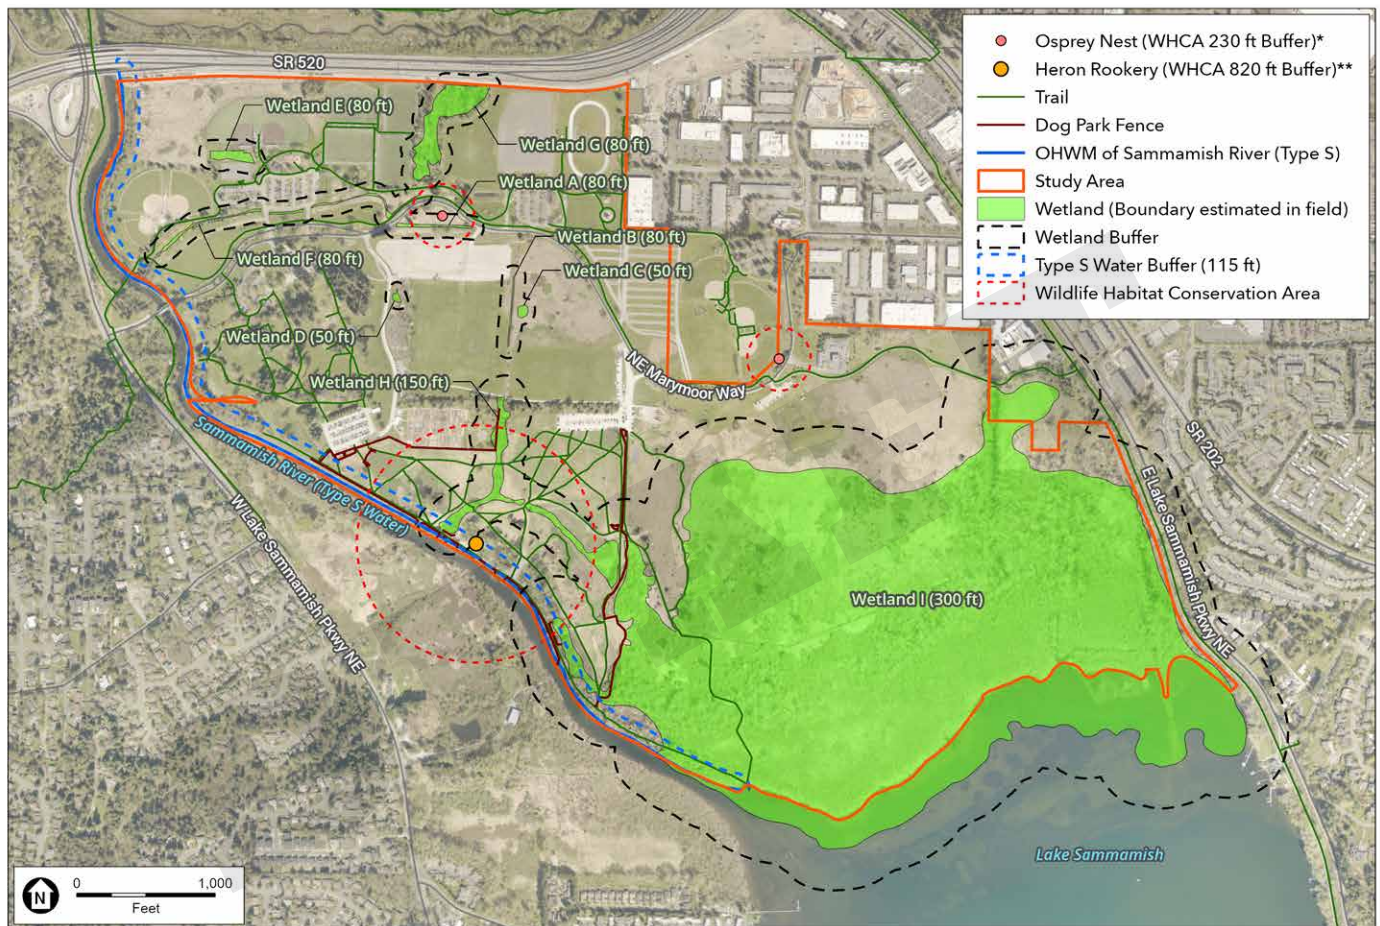 SR 520
Wetland E (80 ft)
Wetland G (80 ft)
Wetland A (80 ft)
Wetland B (80 ft)
Wetland F (80 ft)
Wetland C (50 ft)
Wetland D (50 ft)
NE Marymoor Way
Wetland H (150 ft)
Sammamish River (Type S Water)
W Lake Sammamish Pkwy NE
SR 202
E Lake Sammamish Pkwy NE
Wetland I (300 ft)
Lake Sammamish
Osprey Nest (WHCA 230 ft Buffer)*
Heron Rookery (WHCA 820 ft Buffer)**
Trail
Dog Park Fence
OHWM of Sammamish River (Type S)
Study Area
Wetland (Boundary estimated in field)
Wetland Buffer
Type S Water Buffer (115 ft)
Wildlife Habitat Conservation Area
N
0 1,000
Feet